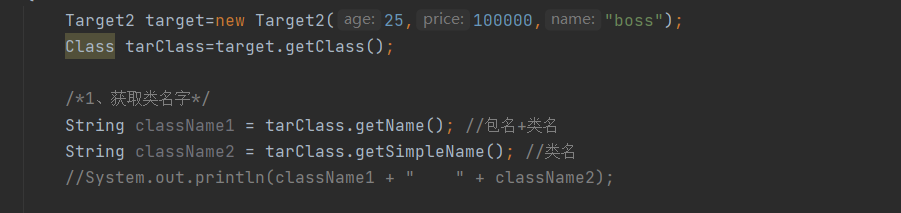 Target2 target=new Target2( age: 25, price: 100000, name: "boss");
Class tarClass=target.getClass();
/*1、获取类名字*/
String className1 = tarClass.getName(); //包名+类名
String className2 = tarClass.getSimpleName(); //类名
//System.out.println(className1 + "    " + className2);